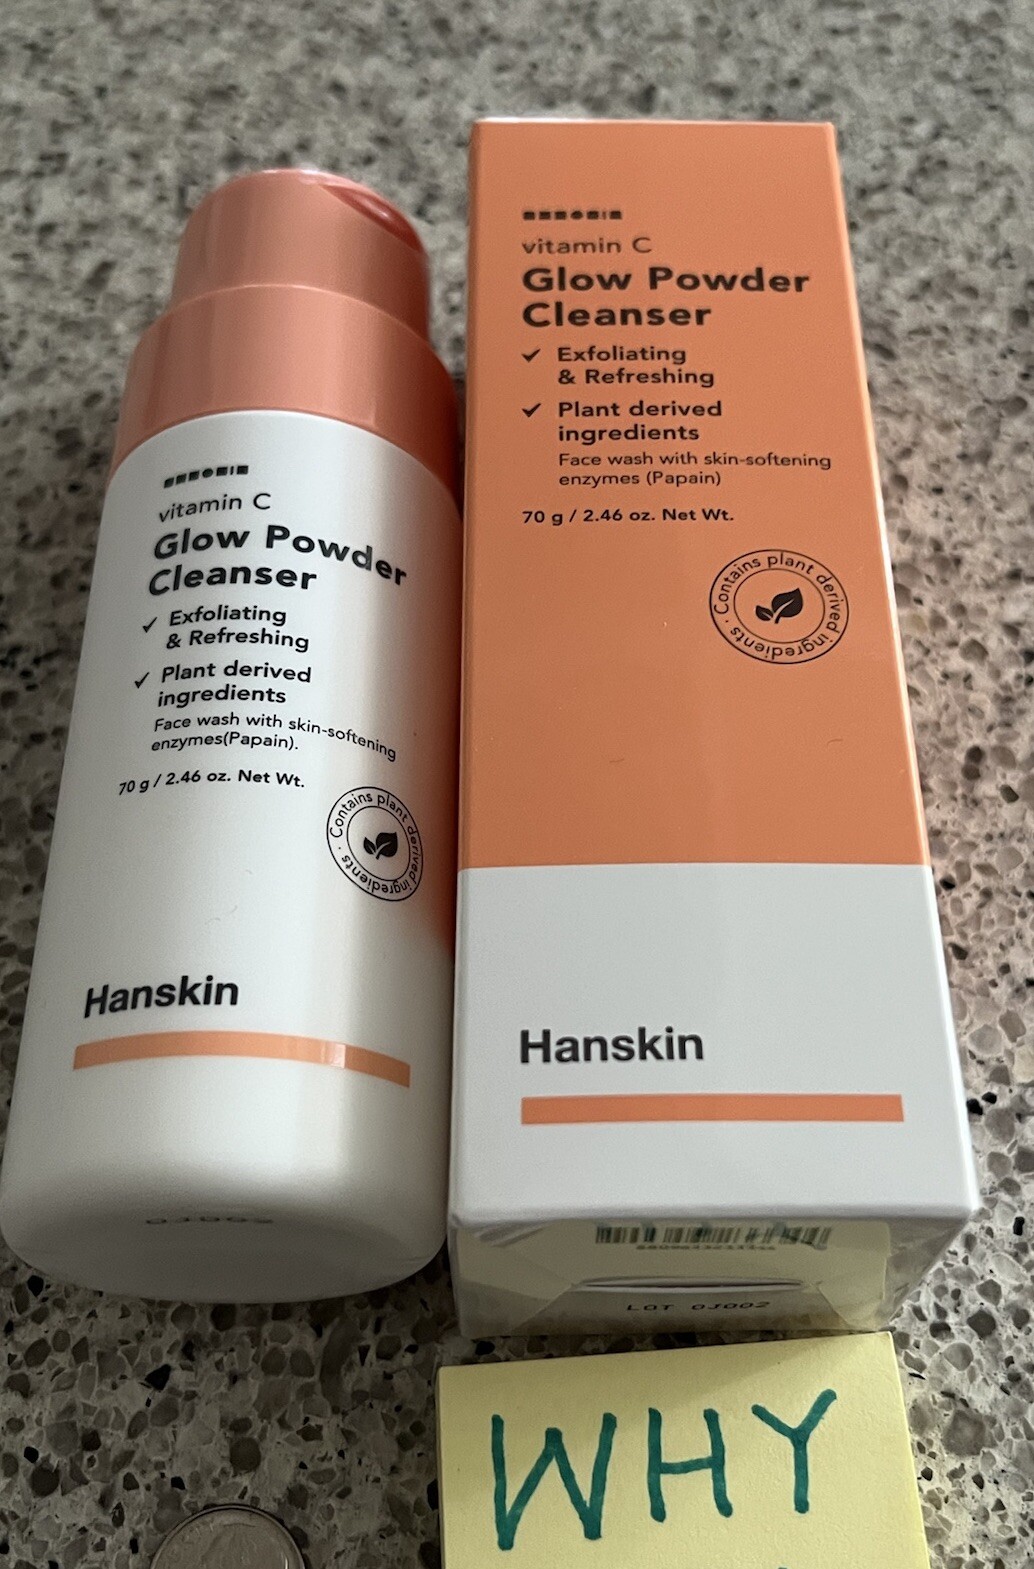 vitamin C
Glow Powder
Cleanser
✓ Exfoliating
& Refreshing
✓ Plant derived
ingredients
Face wash with skin-softening
enzymes(Papain).
70 g / 2.46 oz. Net Wt.
Contains plant derived ingredients ·
Hanskin
0J002
vitamin C
Glow Powder
Cleanser
✓ Exfoliating
& Refreshing
✓ Plant derived
ingredients
Face wash with skin-softening
enzymes (Papain)
70 g / 2.46 oz. Net Wt.
Contains plant derived ingredients ·
Hanskin
LOT 0J002
WHY